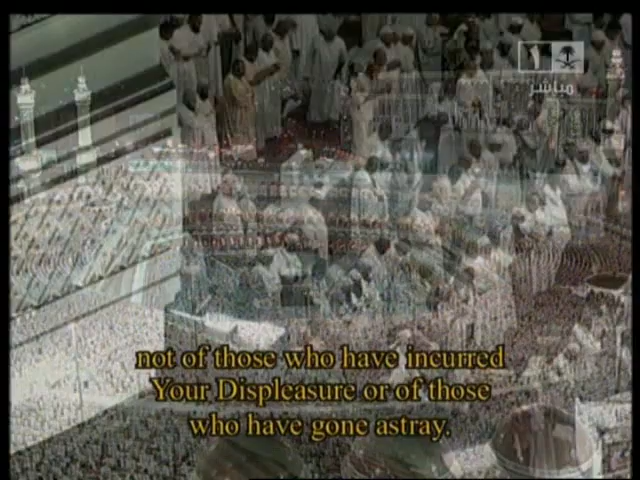 مباشر
not of those who have incurred
Your Displeasure or of those
who have gone astray.